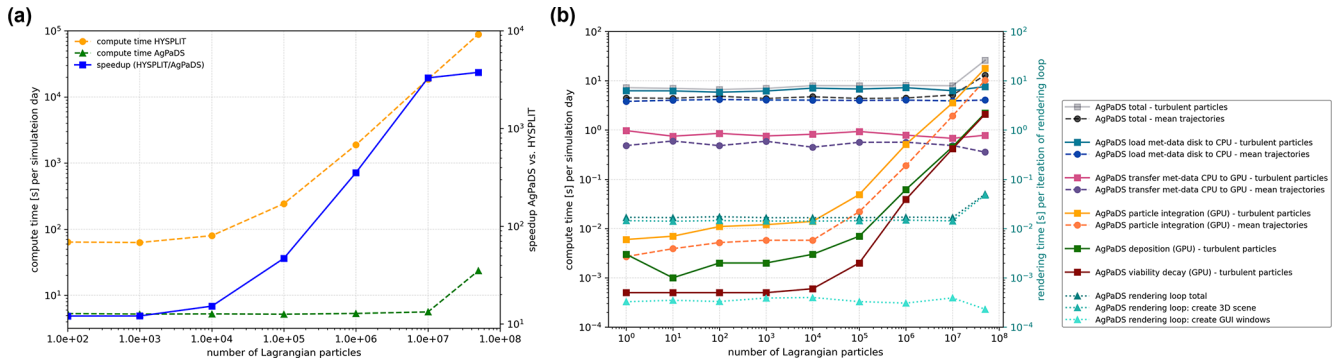 (a)
10^5
10^4
10^3
10^2
10^1
compute time [s] per simulateion day
compute time HYSPLIT
compute time AgPaDS
speedup (HYSPLIT/AgPaDS)
10^4
10^3
10^2
10^1
speedup AgPaDS vs. HYSPLIT
1.0e+02 1.0e+03 1.0e+04 1.0e+05 1.0e+06 1.0e+07 1.0e+08
number of Lagrangian particles
(b)
10^2
10^1
10^0
10^-1
10^-2
10^-3
10^-4
compute time [s] per simulation day
10^2
10^1
10^0
10^-1
10^-2
10^-3
10^-4
rendering time [s] per iteration of rendering loop
10^0 10^1 10^2 10^3 10^4 10^5 10^6 10^7 10^8
number of Lagrangian particles
AgPaDS total - turbulent particles
AgPaDS total - mean trajectories
AgPaDS load met-data disk to CPU - turbulent particles
AgPaDS load met-data disk to CPU - mean trajectories
AgPaDS transfer met-data CPU to GPU - turbulent particles
AgPaDS transfer met-data CPU to GPU - mean trajectories
AgPaDS particle integration (GPU) - turbulent particles
AgPaDS particle integration (GPU) - mean trajectories
AgPaDS deposition (GPU) - turbulent particles
AgPaDS viability decay (GPU) - turbulent particles
AgPaDS rendering loop total
AgPaDS rendering loop: create 3D scene
AgPaDS rendering loop: create GUI windows